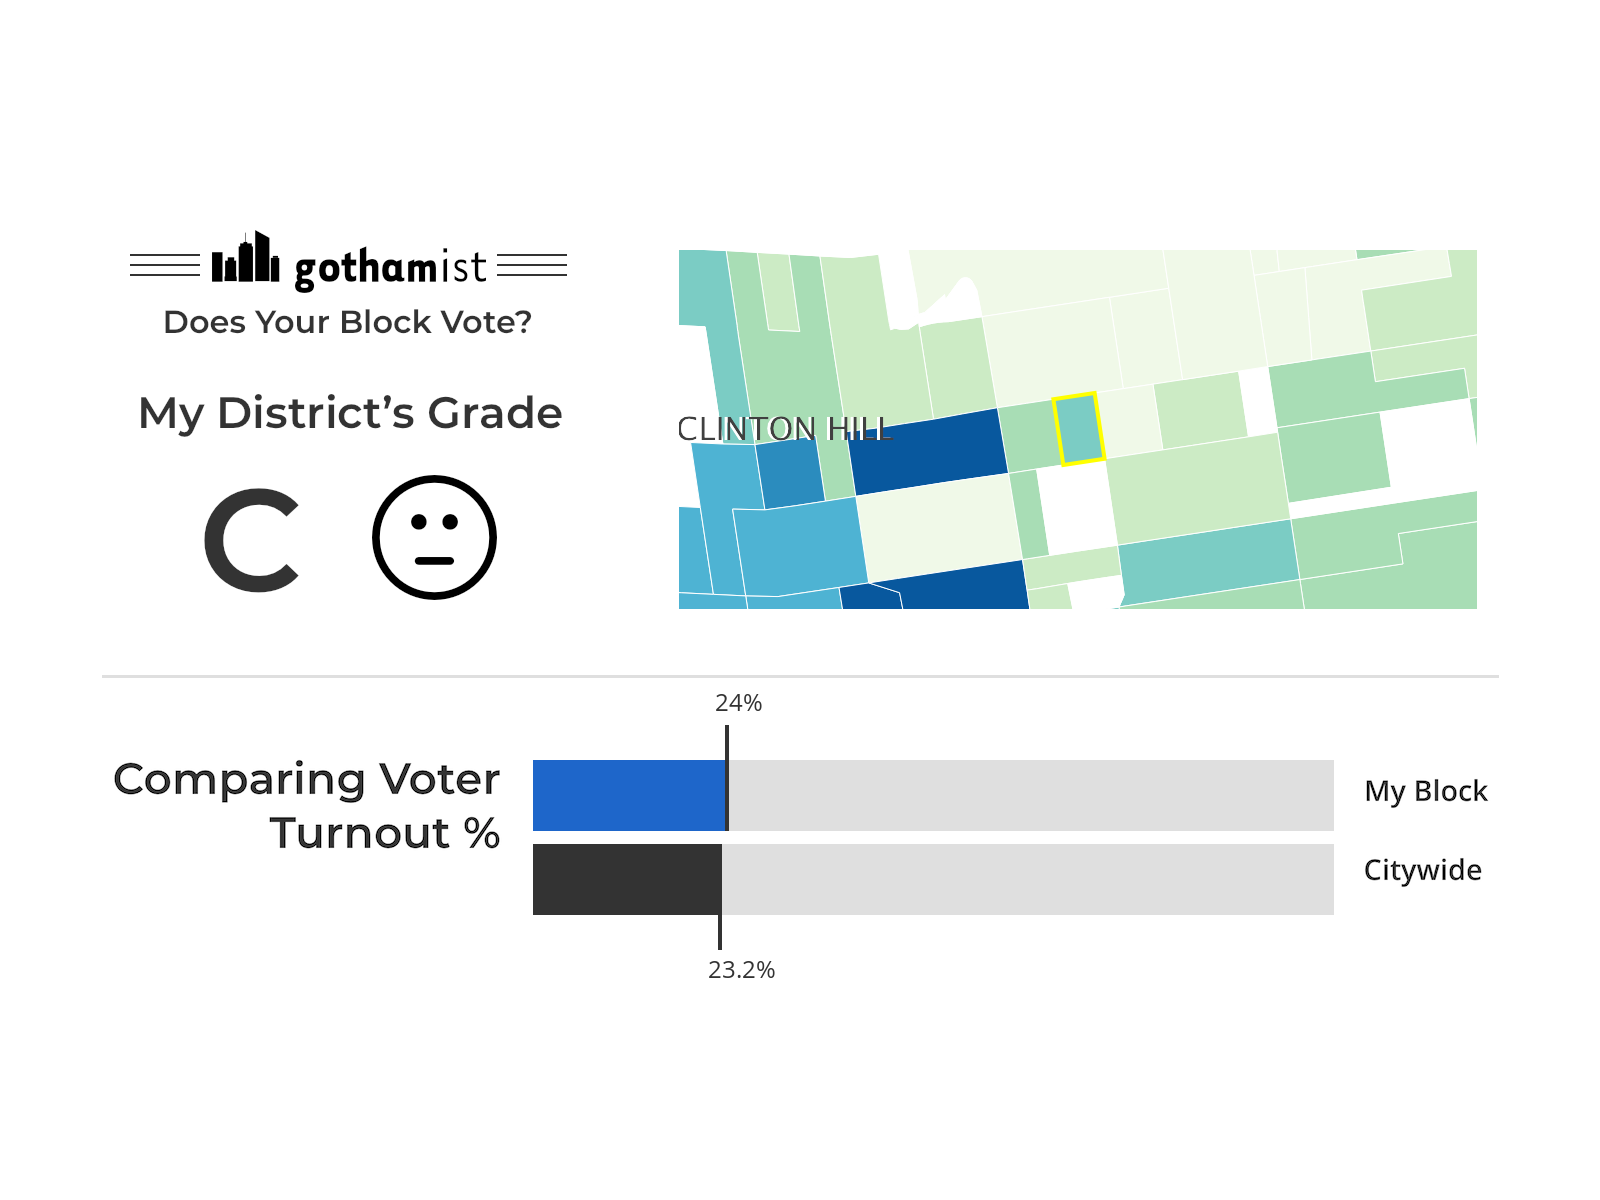 gothamist
Does Your Block Vote?
My District’s Grade
C
CLINTON HILL
24%
Comparing Voter
Turnout %
My Block
Citywide
23.2%